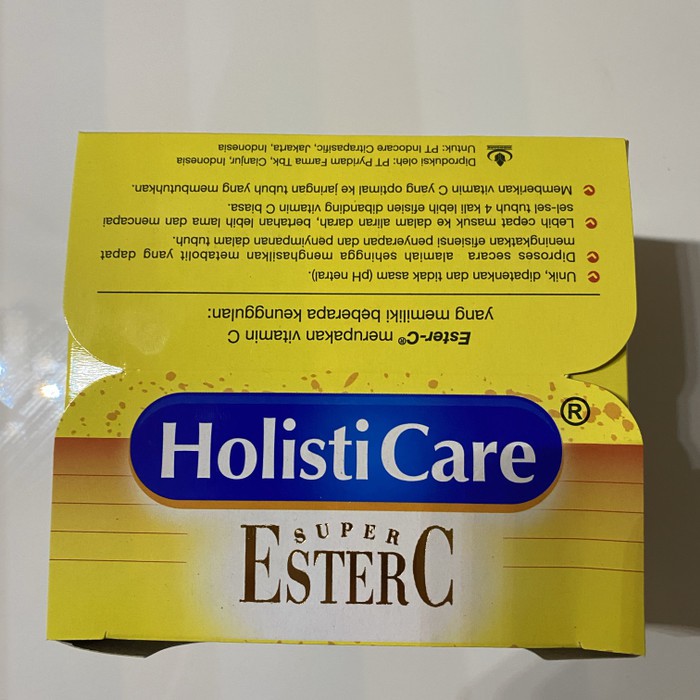 Ester-C® merupakan vitamin C
yang memiliki beberapa keunggulan:
Unik, dipatenkan dan tidak asam (pH netral).
Diproses secara alamiah sehingga menghasilkan metabolit yang dapat
meningkatkan efisiensi penyerapan dan penyimpanan dalam tubuh.
Lebih cepat masuk ke dalam aliran darah, bertahan lebih lama dan mencapai
sel-sel tubuh 4 kali lebih efisien dibanding vitamin C biasa.
Memberikan vitamin C yang optimal ke jaringan tubuh yang membutuhkan.
Diproduksi oleh: PT Pyridam Farma Tbk, Cianjur, Indonesia
Untuk: PT Indocare Citrapasific, Jakarta, Indonesia
HolistiCare ®
SUPER
ESTER C